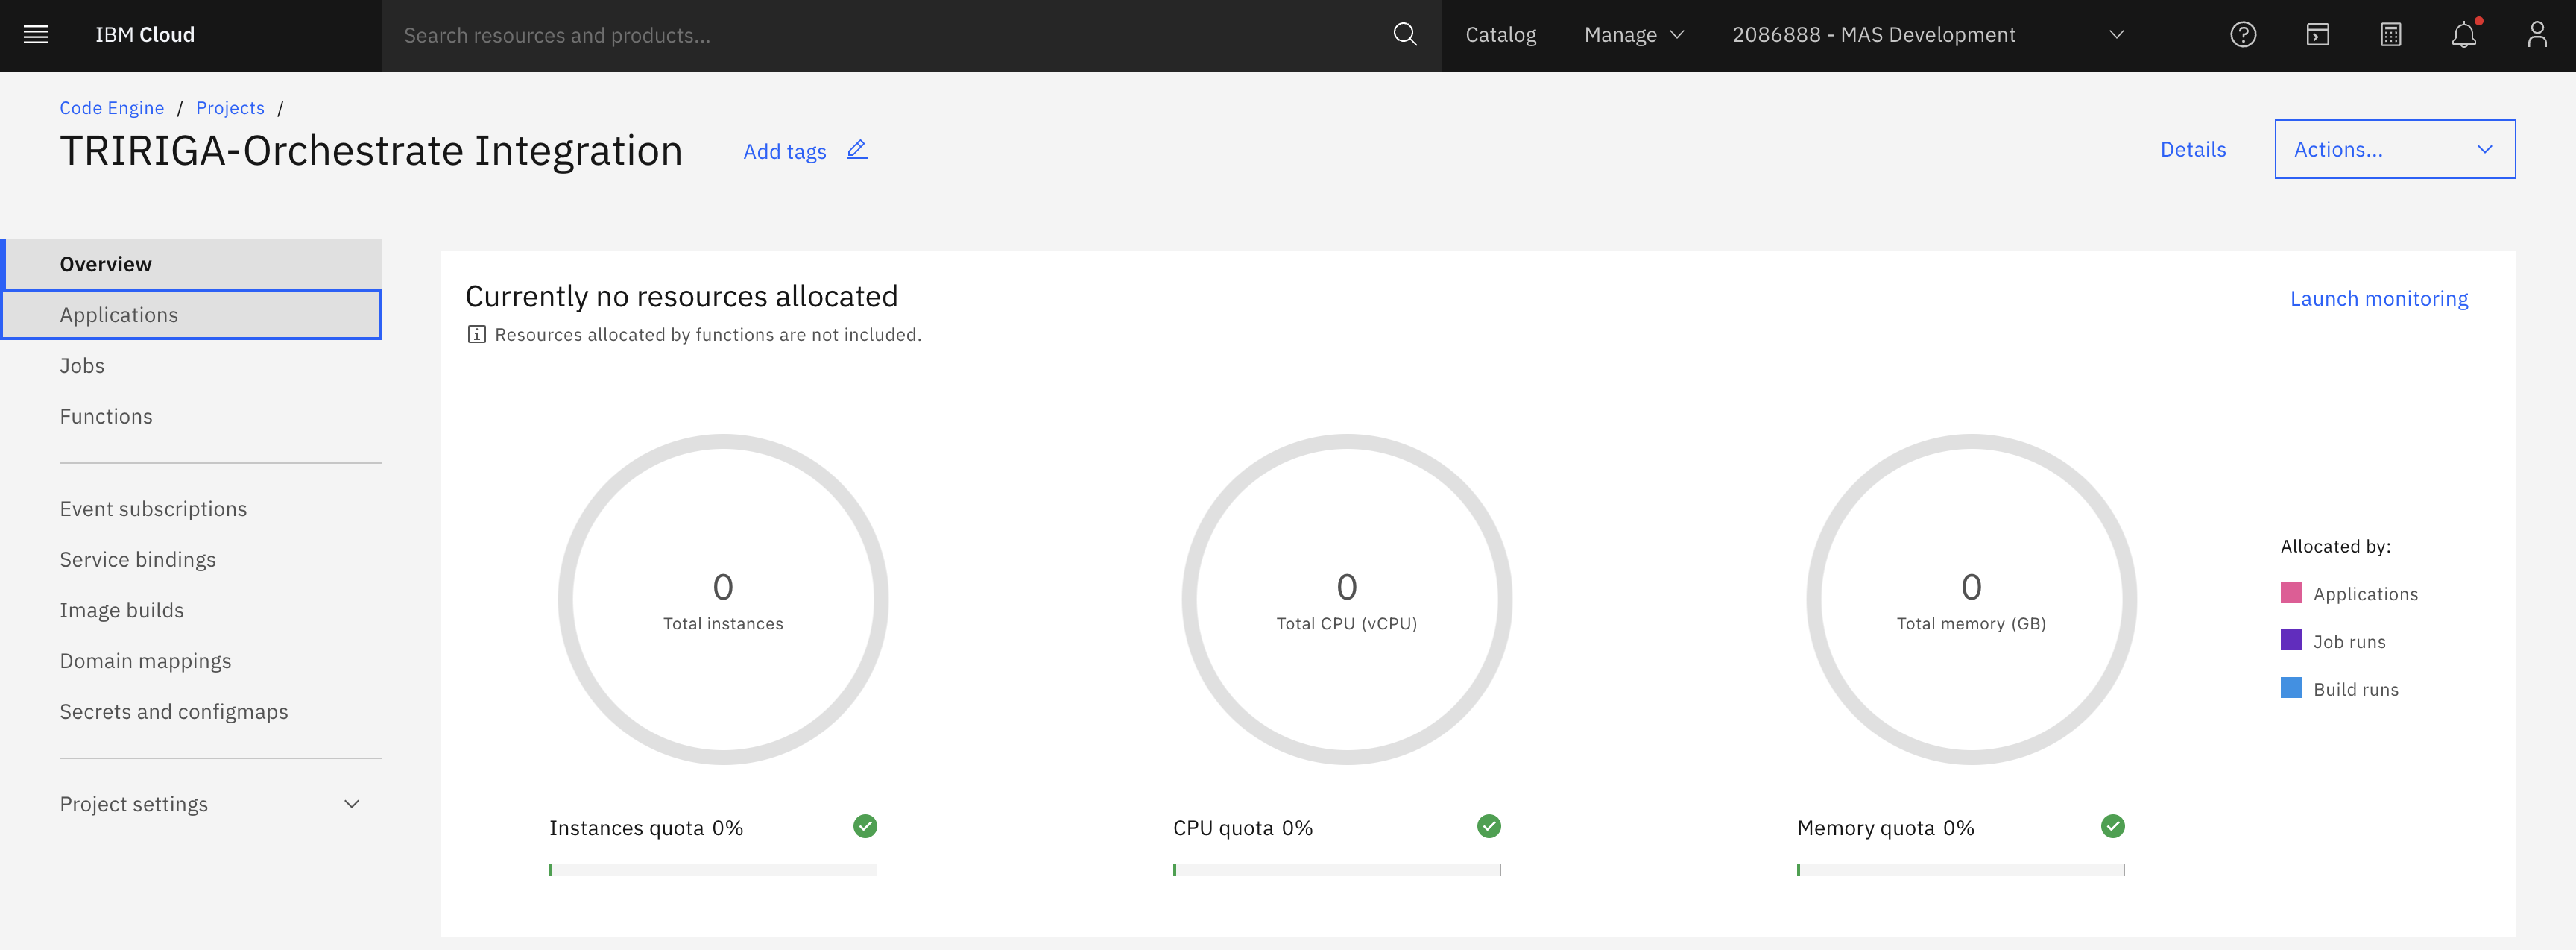 IBM Cloud
Search resources and products...
Catalog
Manage
2086888 - MAS Development
Code Engine / Projects /
TRIRIGA-Orchestrate Integration
Add tags
Details
Actions...
Overview
Applications
Jobs
Functions
Event subscriptions
Service bindings
Image builds
Domain mappings
Secrets and configmaps
Project settings
Currently no resources allocated
Launch monitoring
Resources allocated by functions are not included.
0
Total instances
0
Total CPU (vCPU)
0
Total memory (GB)
Allocated by:
Applications
Job runs
Build runs
Instances quota 0%
CPU quota 0%
Memory quota 0%